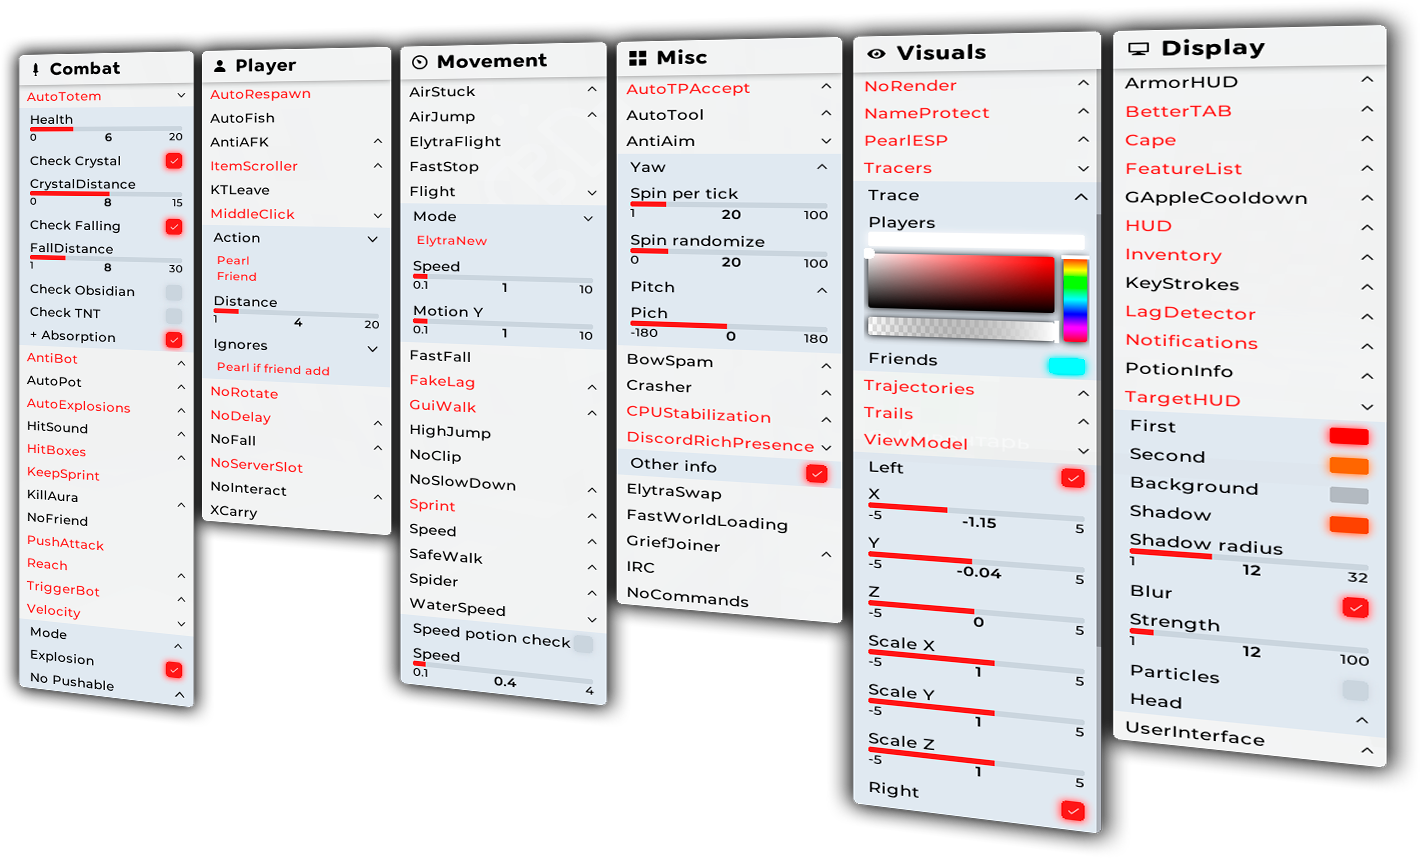 Combat
AutoTotem
Health
0 6 20
Check Crystal
CrystalDistance
0 8 15
Check Falling
FallDistance
1 8 30
Check Obsidian
Check TNT
+ Absorption
AntiBot
AutoPot
AutoExplosions
HitSound
HitBoxes
KeepSprint
KillAura
NoFriend
PushAttack
Reach
TriggerBot
Velocity
Mode
Explosion
No Pushable
Player
AutoRespawn
AutoFish
AntiAFK
ItemScroller
KTLeave
MiddleClick
Action
Pearl
Friend
Distance
1 4 20
Ignores
Pearl if friend add
NoRotate
NoDelay
NoFall
NoServerSlot
NoInteract
XCarry
Movement
AirStuck
AirJump
ElytraFlight
FastStop
Flight
Mode
ElytraNew
Speed
0.1 1 10
Motion Y
0.1 1 10
FastFall
FakeLag
GuiWalk
HighJump
NoClip
NoSlowDown
Sprint
Speed
SafeWalk
Spider
WaterSpeed
Speed potion check
Speed
0.1 0.4 4
Misc
AutoTPAccept
AutoTool
AntiAim
Yaw
Spin per tick
1 20 100
Spin randomize
0 20 100
Pitch
Pich
-180 0 180
BowSpam
Crasher
CPUStabilization
DiscordRichPresence
Other info
ElytraSwap
FastWorldLoading
GriefJoiner
IRC
NoCommands
Visuals
NoRender
NameProtect
PearlESP
Tracers
Trace
Players
Friends
Trajectories
Trails
ViewModel
Left
X
-5 -1.15 5
Y
-5 -0.04 5
Z
-5 0 5
Scale X
-5 1 5
Scale Y
-5 1 5
Scale Z
-5 1 5
Right
Display
ArmorHUD
BetterTAB
Cape
FeatureList
GAppleCooldown
HUD
Inventory
KeyStrokes
LagDetector
Notifications
PotionInfo
TargetHUD
First
Second
Background
Shadow
Shadow radius
1 12 32
Blur
Strength
1 12 100
Particles
Head
UserInterface